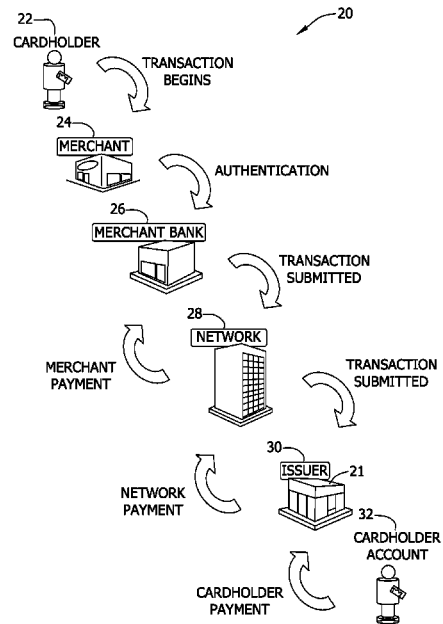 22
20
CARDHOLDER
TRANSACTION
BEGINS
24
MERCHANT
AUTHENTICATION
26
MERCHANT BANK
TRANSACTION
SUBMITTED
28
NETWORK
MERCHANT
PAYMENT
TRANSACTION
SUBMITTED
30
ISSUER
21
NETWORK
PAYMENT
32
CARDHOLDER
ACCOUNT
CARDHOLDER
PAYMENT